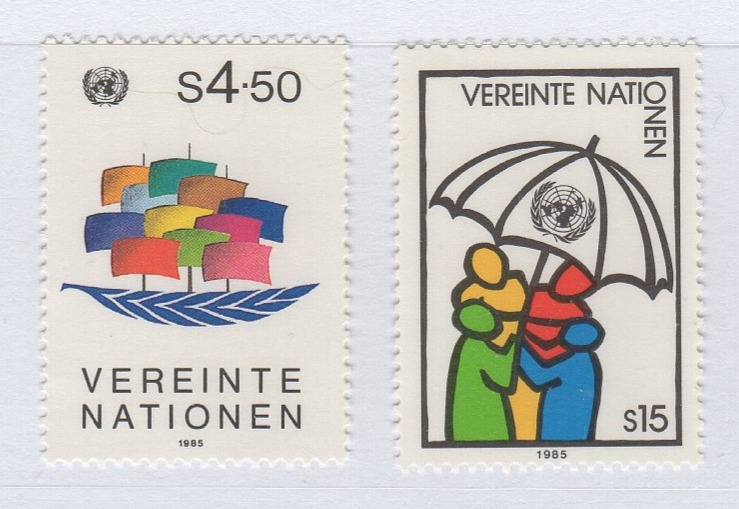 S4·50
VEREINTE
NATIONEN
1985
VEREINTE NATIONEN
S15
1985